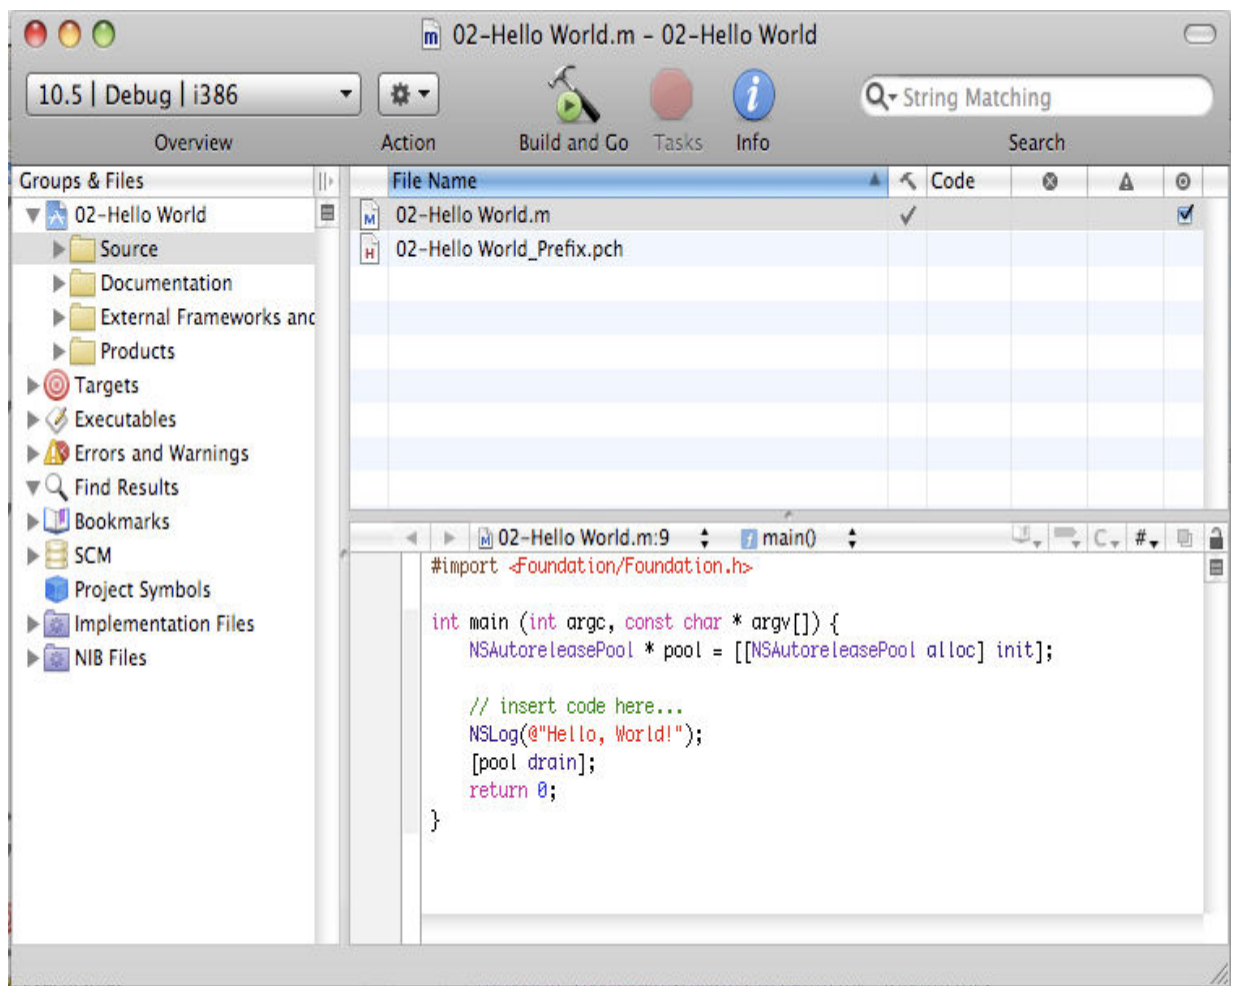 02-Hello World.m - 02-Hello World
10.5 | Debug | i386
String Matching
Overview
Action
Build and Go
Tasks
Info
Search
Groups & Files
File Name
Code
02-Hello World
02-Hello World.m
Source
02-Hello World_Prefix.pch
Documentation
External Frameworks and
Products
Targets
Executables
Errors and Warnings
Find Results
Bookmarks
SCM
Project Symbols
Implementation Files
NIB Files
02-Hello World.m:9
main()
C
#
#import <Foundation/Foundation.h>
int main (int argc, const char * argv[]) {
NSAutoreleasePool * pool = [[NSAutoreleasePool alloc] init];
// insert code here...
NSLog(@"Hello, World!");
[pool drain];
return 0;
}